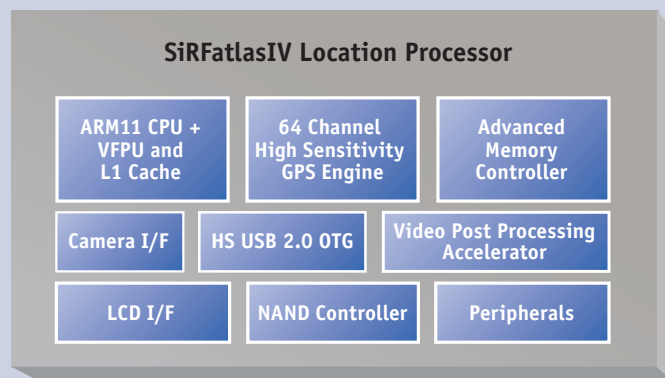 SiRFatlasIV Location Processor
ARM11 CPU +
VFPU and
L1 Cache
64 Channel
High Sensitivity
GPS Engine
Advanced
Memory
Controller
Camera I/F
HS USB 2.0 OTG
Video Post Processing
Accelerator
LCD I/F
NAND Controller
Peripherals